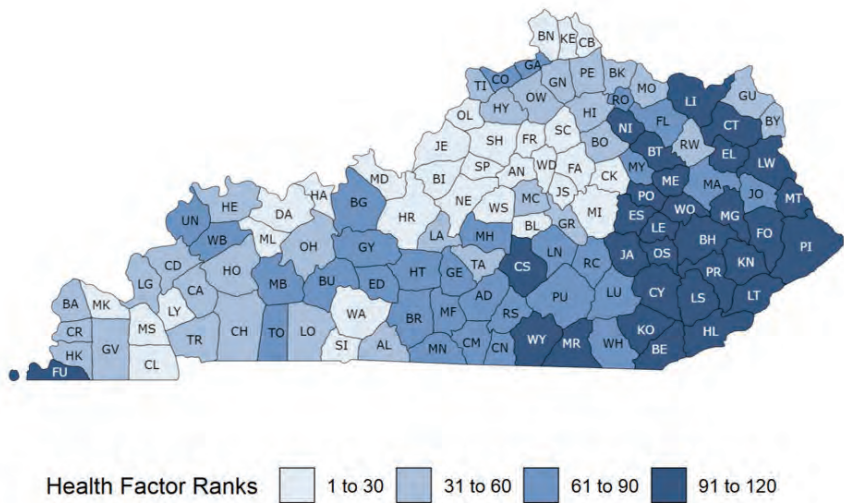 BN KE CB
GA
CO
TI
GN PE BK
MO
LI
GU
HY OW
RO
BY
OL
HI
FL
CT
NI
SH FR SC
BO
RW
JE
BT
EL
SP
WD
LW
MD
BI
AN
FA
CK
MY
ME
MA
JO
HE
HA
BG
NE
JS
PO
MT
DA
HR
WS
MC
MI
WO
UN
ES
MG
LE
FO
WB
ML
LA
BL
GR
BH
PI
OH
GY
MH
JA
OS
LN
KN
CD
HO
TA
CS
RC
PR
LG
HT
GE
CA
MB
BU
ED
CY
LS
LT
BA
MK
LY
AD
PU
LU
WA
MF
RS
CR
MS
BR
KO
HL
TR
CH
TO
LO
HK
GV
SI
AL
MN
CM
CN
WY
MR
WH
BE
FU
CL
Health Factor Ranks 1 to 30 31 to 60 61 to 90 91 to 120